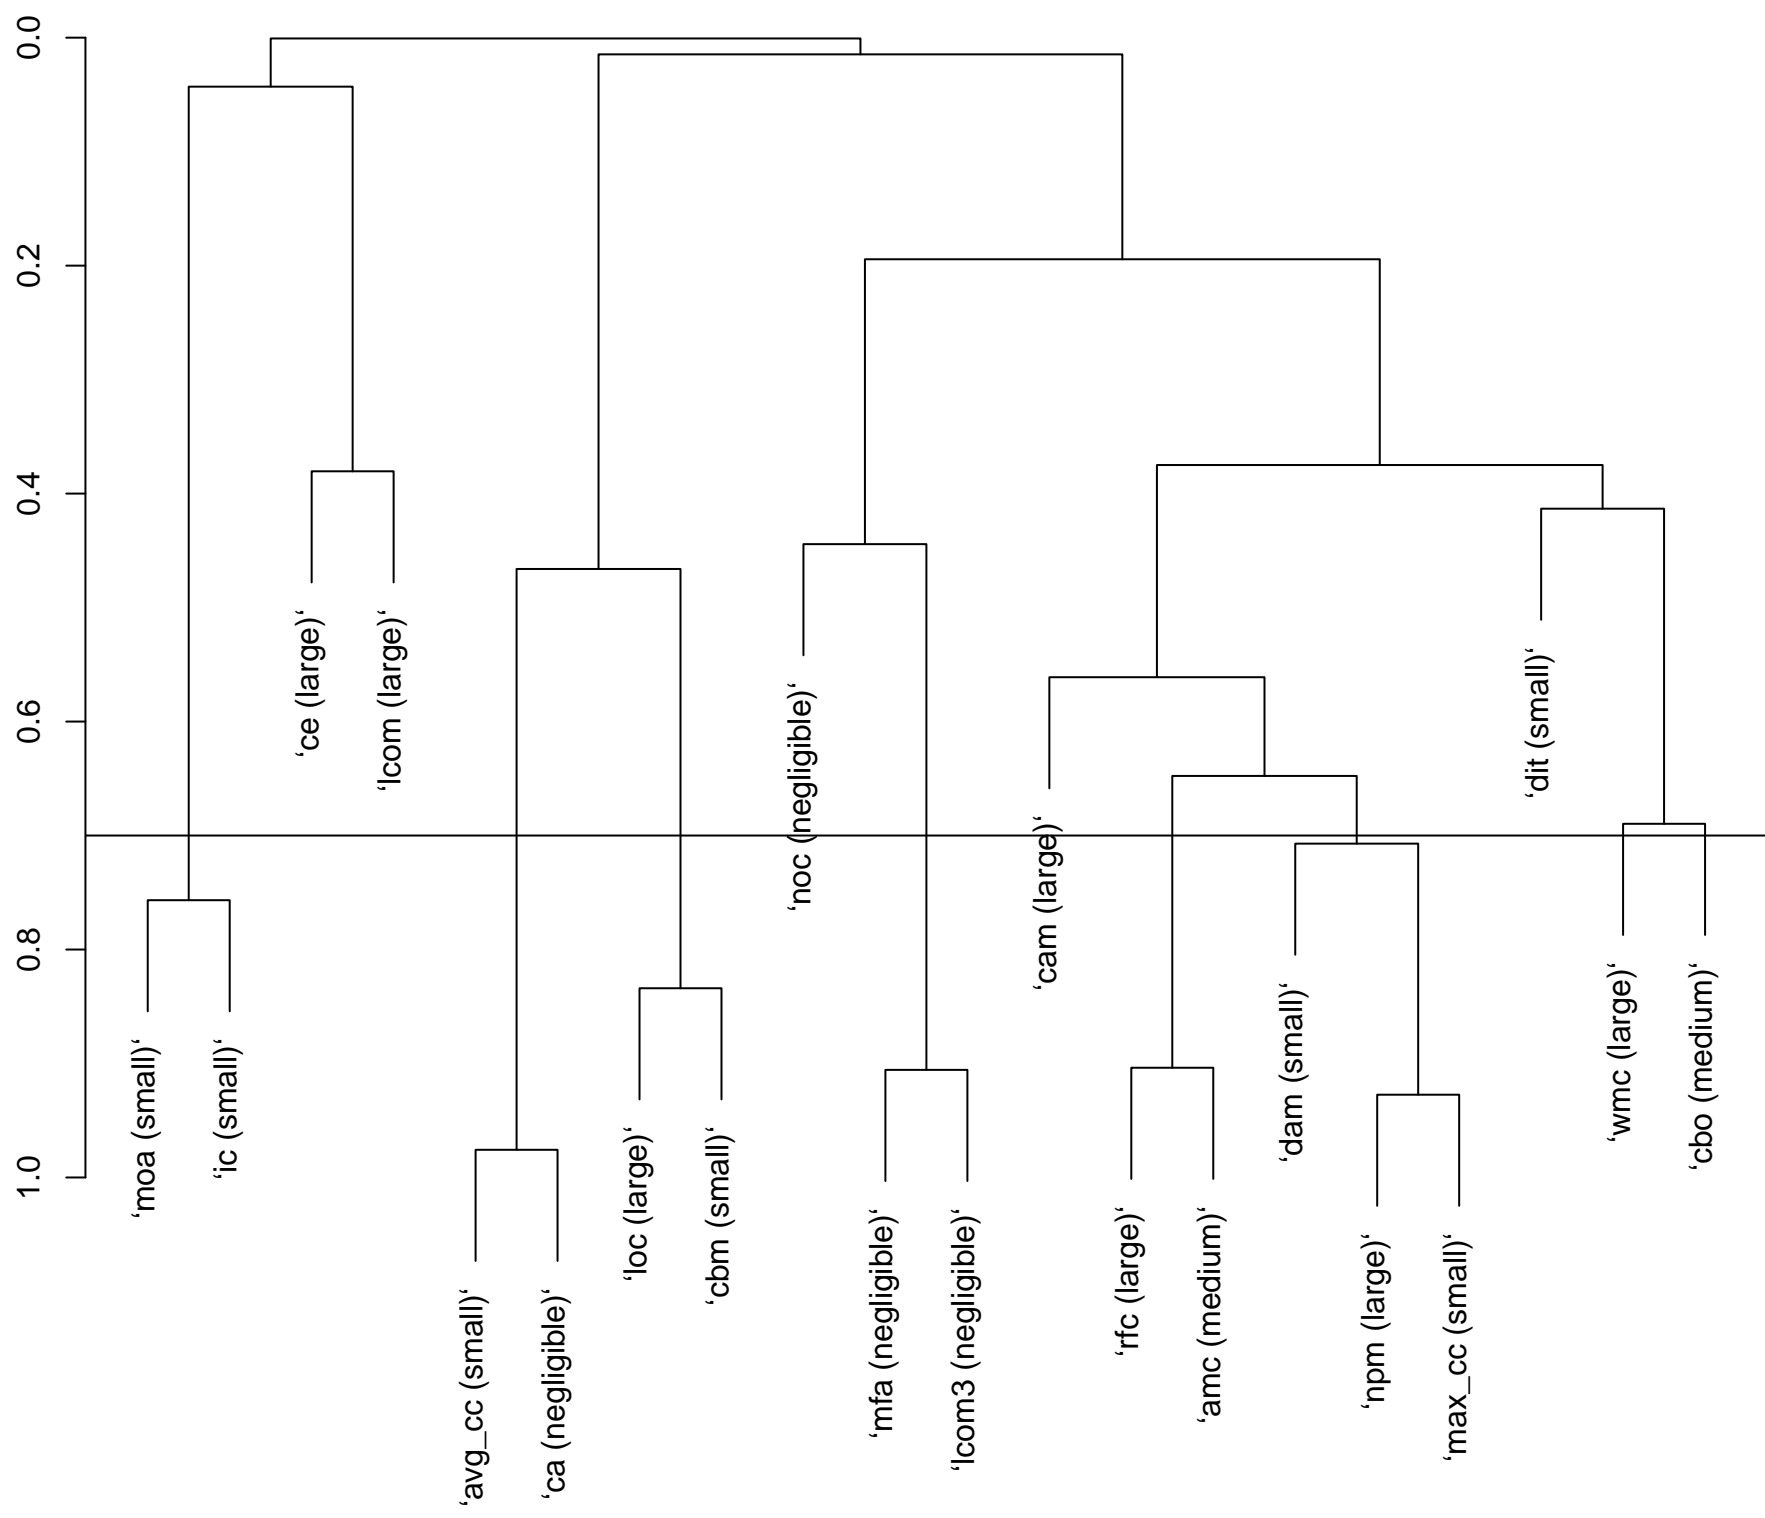 0.0
0.2
0.4
0.6
0.8
1.0
‘moa (small)‘
‘ic (small)‘
‘ce (large)‘
‘lcom (large)‘
‘avg_cc (small)‘
‘ca (negligible)‘
‘loc (large)‘
‘cbm (small)‘
‘noc (negligible)‘
‘mfa (negligible)‘
‘lcom3 (negligible)‘
‘cam (large)‘
‘rfc (large)‘
‘amc (medium)‘
‘dam (small)‘
‘npm (large)‘
‘max_cc (small)‘
‘dit (small)‘
‘wmc (large)‘
‘cbo (medium)‘